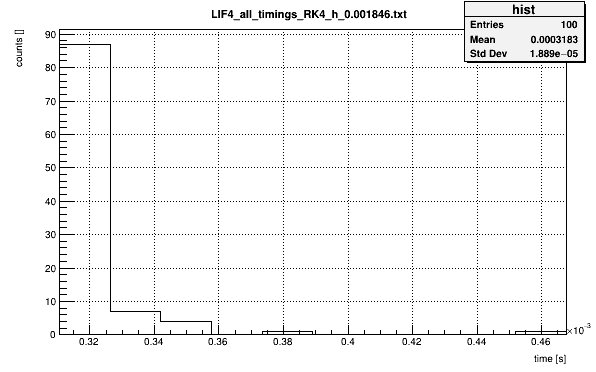 LIF4_all_timings_RK4_h_0.001846.txt
hist
Entries 100
Mean 0.0003183
Std Dev 1.889e−05
counts []
90
80
70
60
50
40
30
20
10
0
0.32 0.34 0.36 0.38 0.4 0.42 0.44 0.46
×10⁻³
time [s]